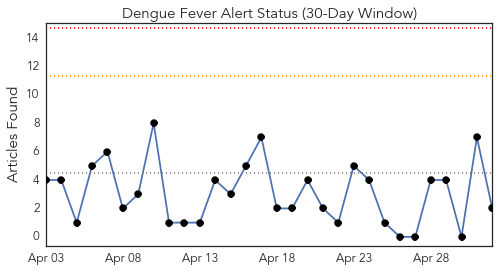 Dengue Fever Alert Status (30-Day Window)
Articles Found
14
12
10
8
6
4
2
0
Apr 03 Apr 08 Apr 13 Apr 18 Apr 23 Apr 28